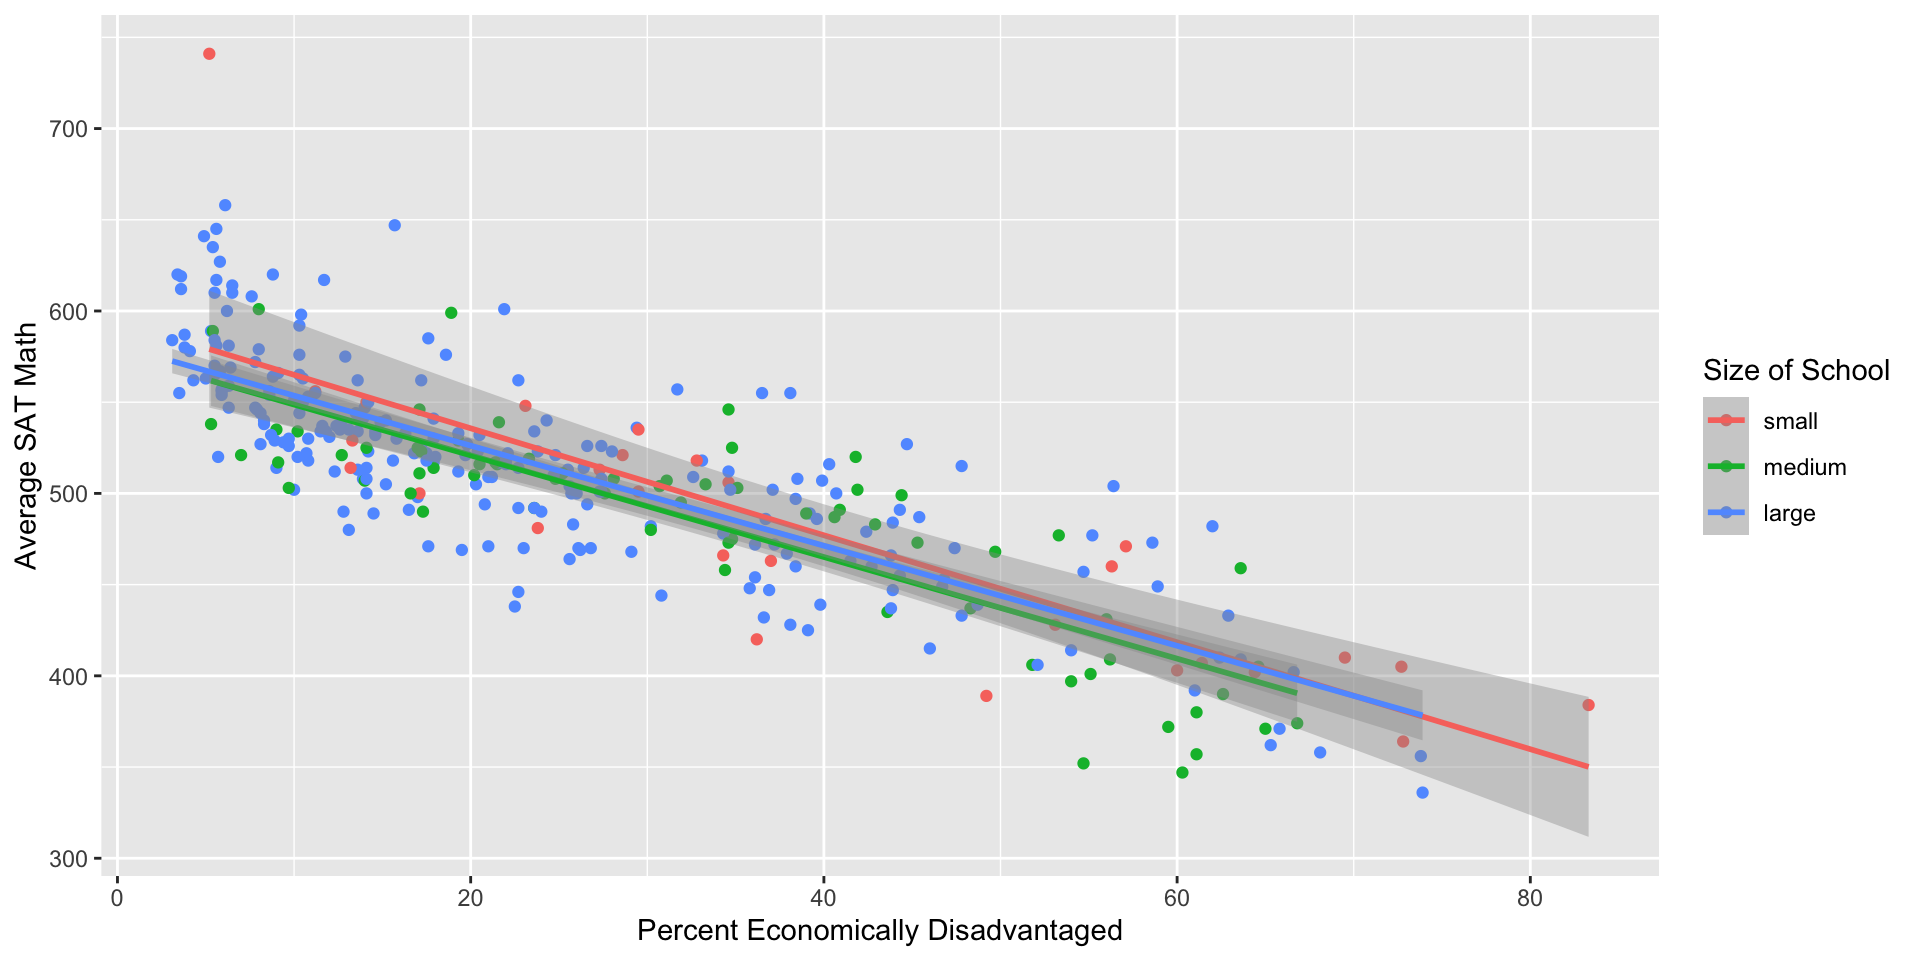 700
600
500
400
300
Average SAT Math
0 20 40 60 80
Percent Economically Disadvantaged
Size of School
small
medium
large